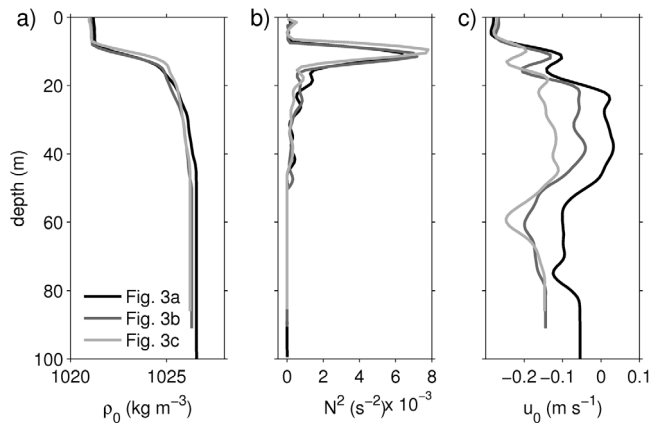 a)
b)
c)
0
20
40
60
80
100
depth (m)
Fig. 3a
Fig. 3b
Fig. 3c
1020 1025
0 2 4 6 8
−0.2 −0.1 0 0.1
ρ₀ (kg m⁻³)
N² (s⁻²) × 10⁻³
u₀ (m s⁻¹)